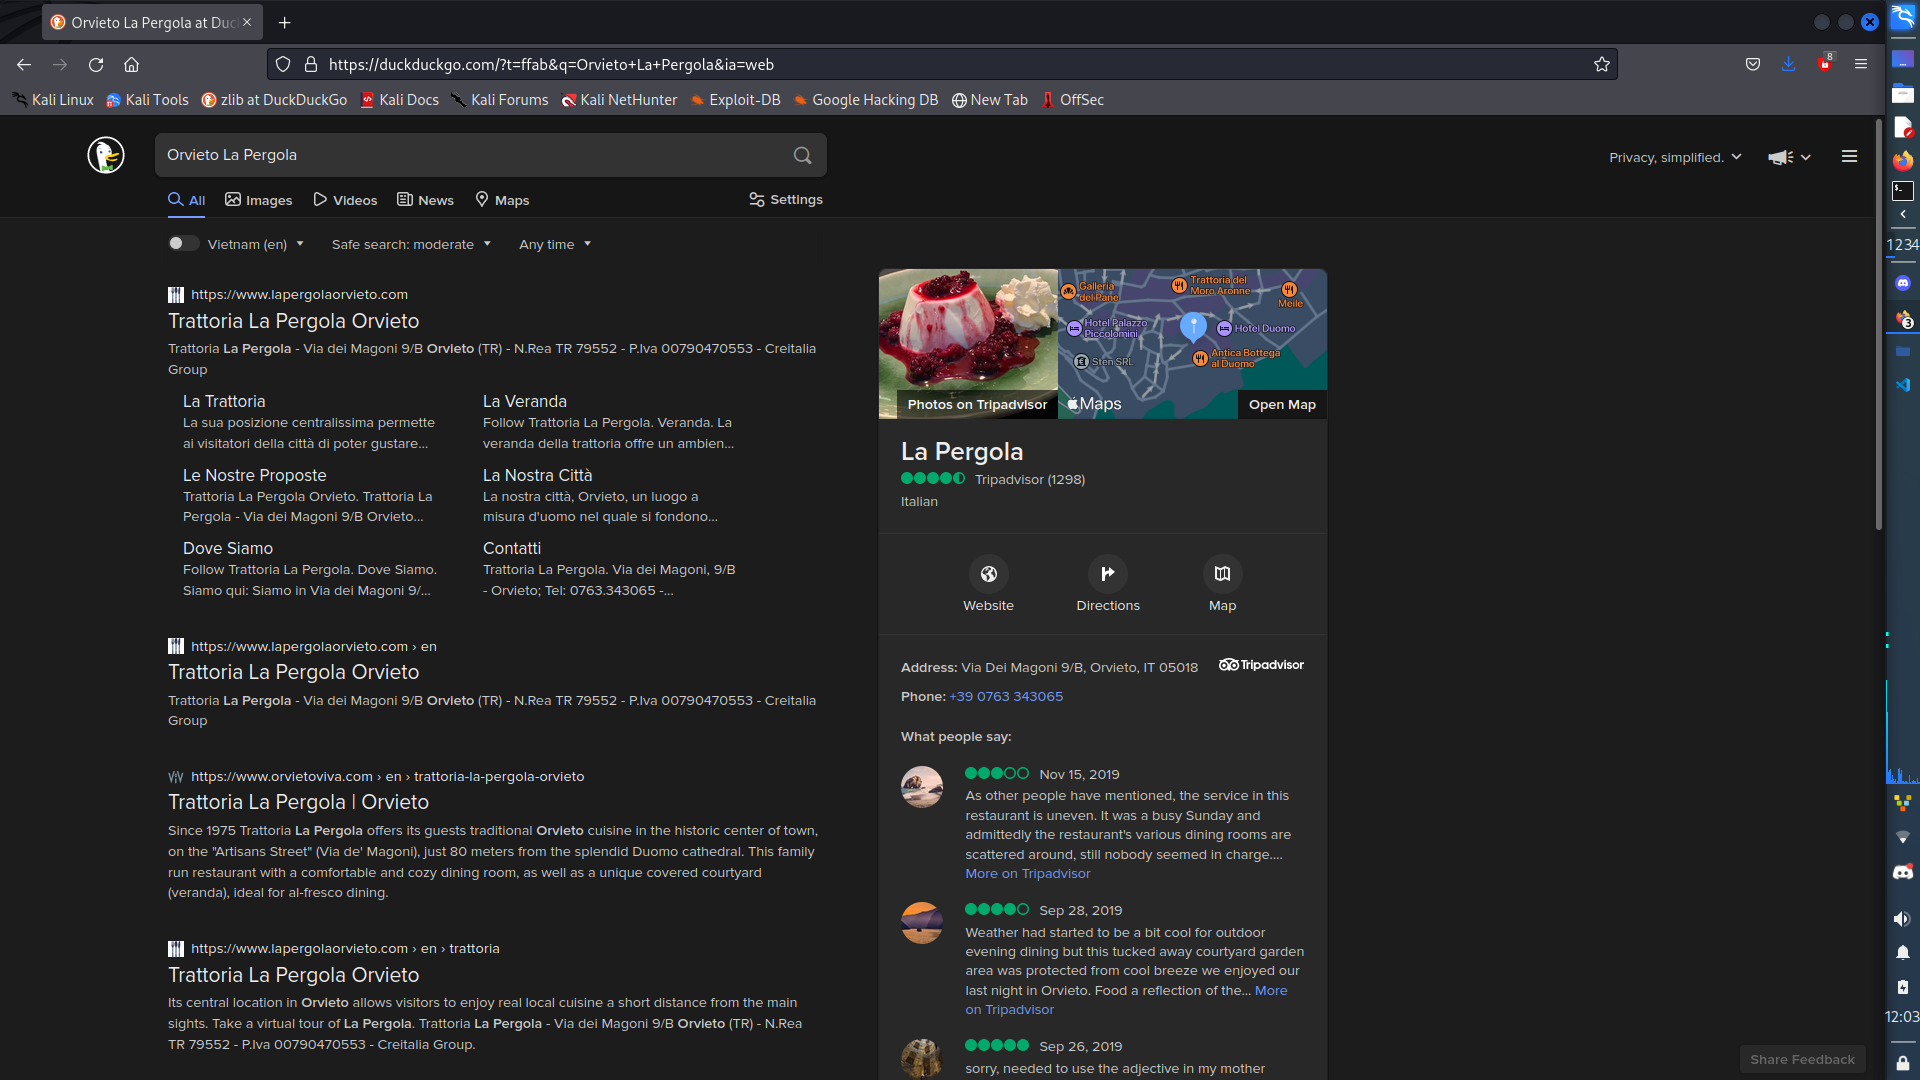 Orvieto La Pergola at Duc
https://duckduckgo.com/?t=ffab&q=Orvieto+La+Pergola&ia=web
8
Kali Linux
Kali Tools
zlib at DuckDuckGo
Kali Docs
Kali Forums
Kali NetHunter
Exploit-DB
Google Hacking DB
New Tab
OffSec
Orvieto La Pergola
Privacy, simplified.
All
Images
Videos
News
Maps
Settings
Vietnam (en)
Safe search: moderate
Any time
https://www.lapergolaorvieto.com
Trattoria La Pergola Orvieto
Trattoria La Pergola - Via dei Magoni 9/B Orvieto (TR) - N.Rea TR 79552 - P.Iva 00790470553 - Creitalia
Group
La Trattoria
La sua posizione centralissima permette
ai visitatori della città di poter gustare...
La Veranda
Follow Trattoria La Pergola. Veranda. La
veranda della trattoria offre un ambien...
Le Nostre Proposte
Trattoria La Pergola Orvieto. Trattoria La
Pergola - Via dei Magoni 9/B Orvieto...
La Nostra Città
La nostra città, Orvieto, un luogo a
misura d'uomo nel quale si fondono...
Dove Siamo
Follow Trattoria La Pergola. Dove Siamo.
Siamo qui: Siamo in Via dei Magoni 9/...
Contatti
Trattoria La Pergola. Via dei Magoni, 9/B
- Orvieto; Tel: 0763.343065 -...
https://www.lapergolaorvieto.com › en
Trattoria La Pergola Orvieto
Trattoria La Pergola - Via dei Magoni 9/B Orvieto (TR) - N.Rea TR 79552 - P.Iva 00790470553 - Creitalia
Group
https://www.orvietoviva.com › en › trattoria-la-pergola-orvieto
Trattoria La Pergola | Orvieto
Since 1975 Trattoria La Pergola offers its guests traditional Orvieto cuisine in the historic center of town,
on the "Artisans Street" (Via de' Magoni), just 80 meters from the splendid Duomo cathedral. This family
run restaurant with a comfortable and cozy dining room, as well as a unique covered courtyard
(veranda), ideal for al-fresco dining.
https://www.lapergolaorvieto.com › en › trattoria
Trattoria La Pergola Orvieto
Its central location in Orvieto allows visitors to enjoy real local cuisine a short distance from the main
sights. Take a virtual tour of La Pergola. Trattoria La Pergola - Via dei Magoni 9/B Orvieto (TR) - N.Rea
TR 79552 - P.Iva 00790470553 - Creitalia Group.
Galleria
del Pane
Trattoria del
Moro Aronne
Meile
Hotel Palazzo
Piccolomini
Hotel Duomo
Sten SRL
Antica Bottega
al Duomo
Photos on Tripadvisor
Maps
Open Map
La Pergola
Tripadvisor (1298)
Italian
Website
Directions
Map
Address: Via Dei Magoni 9/B, Orvieto, IT 05018
Tripadvisor
Phone: +39 0763 343065
What people say:
Nov 15, 2019
As other people have mentioned, the service in this
restaurant is uneven. It was a busy Sunday and
admittedly the restaurant's various dining rooms are
scattered around, still nobody seemed in charge....
More on Tripadvisor
Sep 28, 2019
Weather had started to be a bit cool for outdoor
evening dining but this tucked away courtyard garden
area was protected from cool breeze we enjoyed our
last night in Orvieto. Food a reflection of the... More
on Tripadvisor
Sep 26, 2019
sorry, needed to use the adjective in my mother
Share Feedback
1234
3
12:03